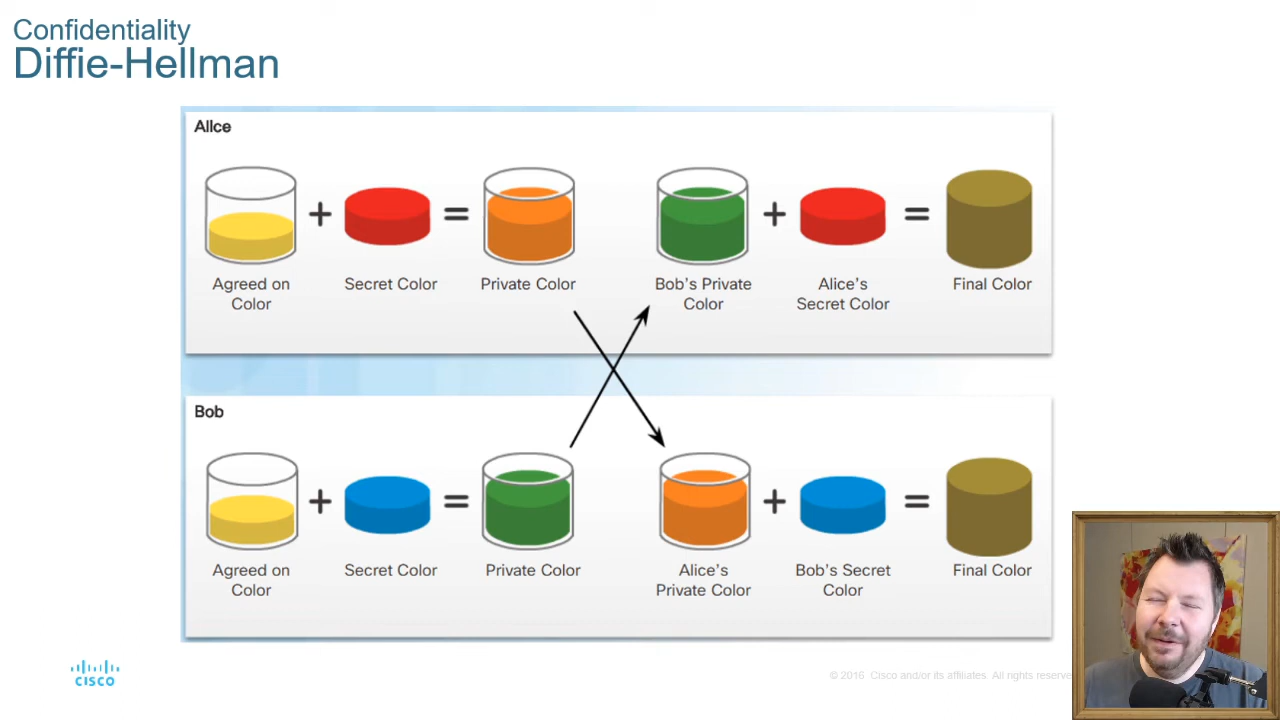 Confidentiality
Diffie-Hellman
Alice
+
=
+
=
Agreed on
Color
Secret Color
Private Color
Bob's Private
Color
Alice's
Secret Color
Final Color
Bob
+
=
+
=
Agreed on
Color
Secret Color
Private Color
Alice's
Private Color
Bob's Secret
Color
Final Color
CISCO
© 2016 Cisco and/or its affiliates. All rights reserve